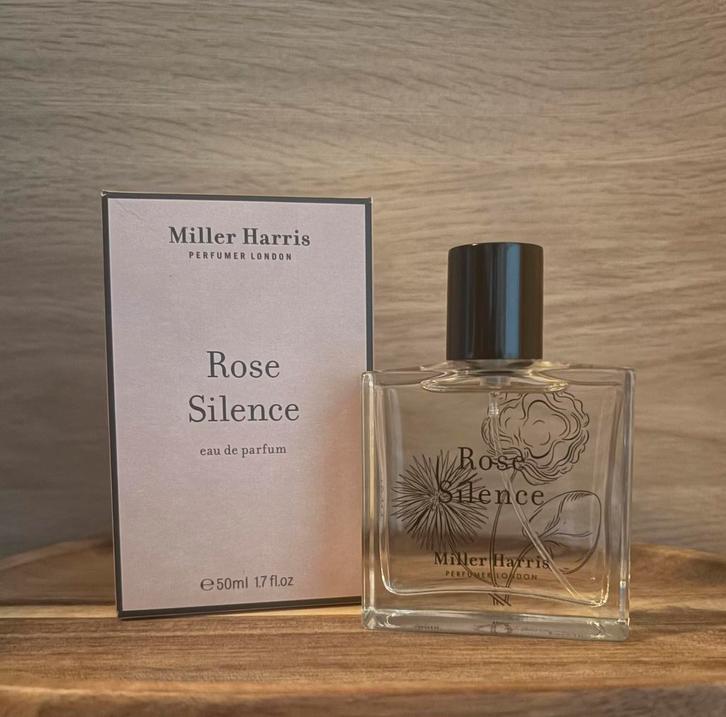 Miller Harris
PERFUMER LONDON
Rose
Silence
eau de parfum
℮50ml 1.7 fl.oz
Rose
Silence
Miller Harris
PERFUMER LONDON